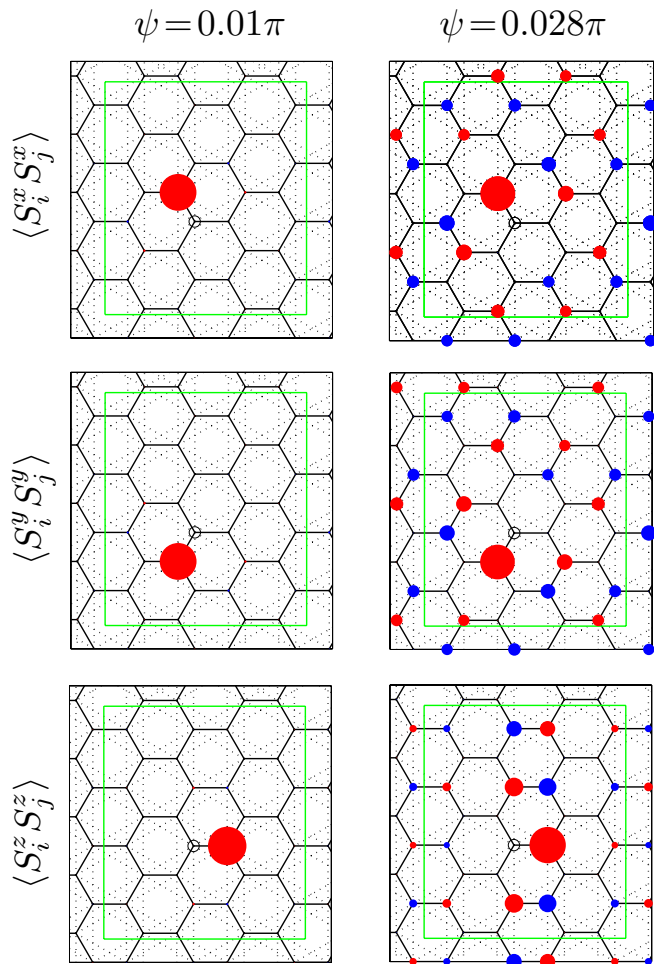 ψ=0.01π ψ=0.028π
⟨S_i^x S_j^x⟩
⟨S_i^y S_j^y⟩
⟨S_i^z S_j^z⟩